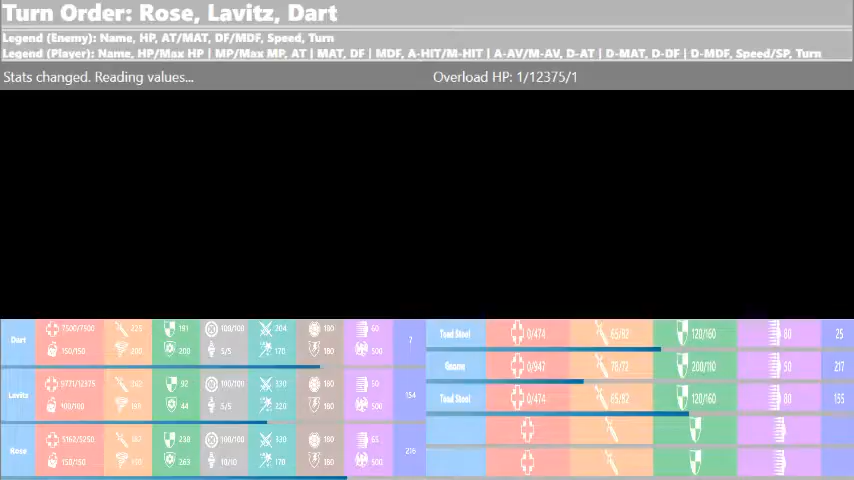 Turn Order: Rose, Lavitz, Dart
Legend (Enemy): Name, HP, AT/MAT, DF/MDF, Speed, Turn
Legend (Player): Name, HP/Max HP | MP/Max MP, AT | MAT, DF | MDF, A-HIT/M-HIT | A-AV/M-AV, D-AT | D-MAT, D-DF | D-MDF, Speed/SP, Turn
Stats changed. Reading values... Overload HP: 1/12375/1
7500/7500 225 191 100/100 204 180 60
Dart 7
150/150 200 200 5/5 170 180 500
Toad Stool 0/474 65/82 120/160 80 25
Gnome 0/947 78/72 200/110 50 217
Toad Stool 0/474 65/82 120/160 80 155
/12375 92 100/100 330 180 50
Lavitz 154
100/100 44 5/5 220 180 500
5162/5250 238 100/100 180 65
Rose
150/150 263 10/10 170 180 500